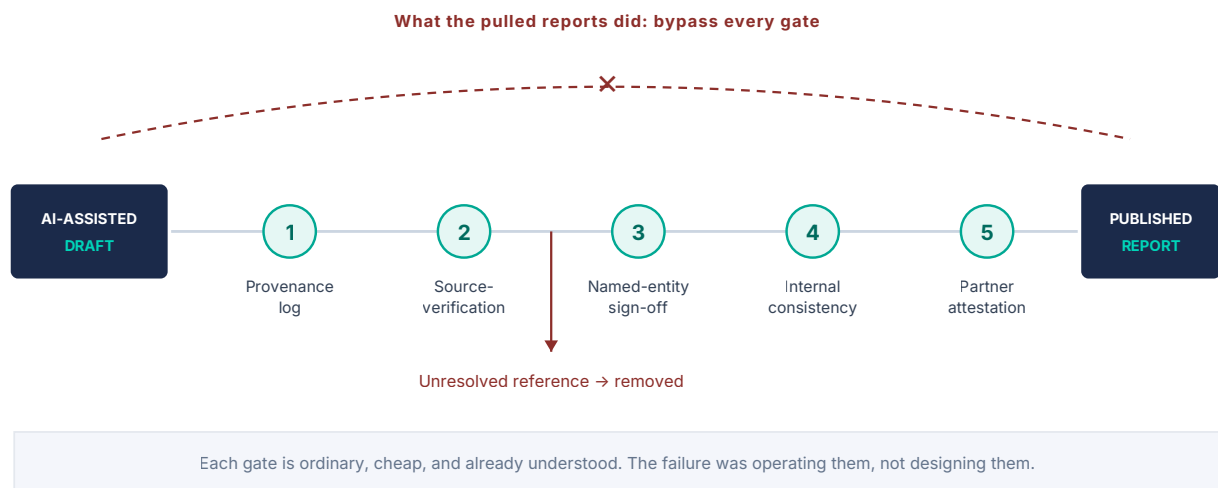 What the pulled reports did: bypass every gate
AI-ASSISTED
DRAFT
PUBLISHED
REPORT
1
2
3
4
5
Provenance
log
Source-
verification
Named-entity
sign-off
Internal
consistency
Partner
attestation
Unresolved reference → removed
Each gate is ordinary, cheap, and already understood. The failure was operating them, not designing them.